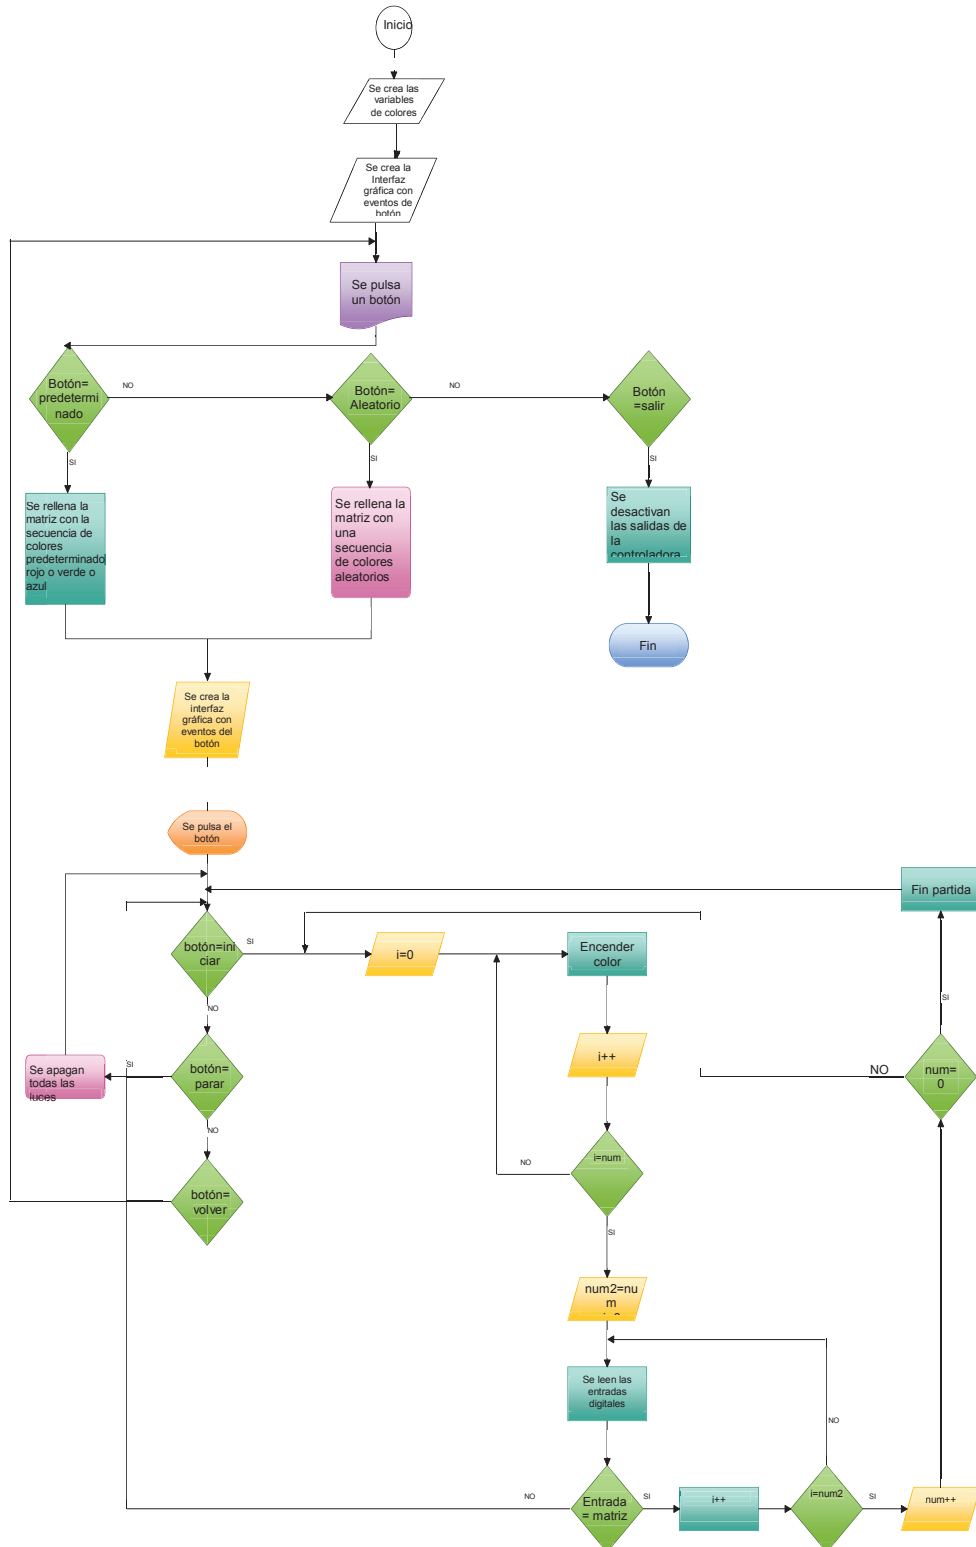 Inicio
Se crea las
variables
de colores
Se crea la
Interfaz
gráfica con
eventos de
botón
Se pulsa
un botón
Botón=
predetermi
nado
NO
Botón=
Aleatorio
NO
Botón
=salir
SI
SI
SI
Se rellena la
matriz con la
secuencia de
colores
predeterminado
rojo o verde o
azul
Se rellena la
matriz con
una
secuencia
de colores
aleatorios
Se
desactivan
las salidas de
la
controladora
Fin
Se crea la
interfaz
gráfica con
eventos del
botón
Se pulsa el
botón
Fin partida
botón=ini
ciar
SI
i=0
Encender
color
SI
NO
i++
Se apagan
todas las
luces
SI
botón=
parar
NO
num=
0
NO
i=num
NO
botón=
volver
SI
num2=nu
m
Se leen las
entradas
digitales
NO
NO
Entrada
= matriz
SI
i++
i=num2
SI
num++